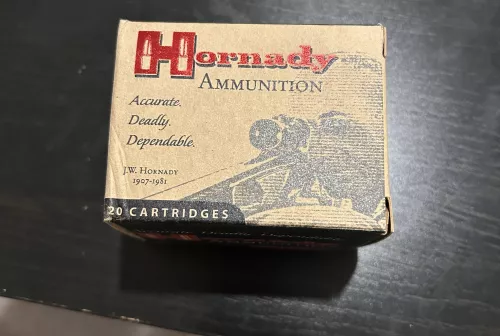 Hornady
AMMUNITION
Accurate.
Deadly.
Dependable.
J.W. HORNADY
1907-1981
20 CARTRIDGES